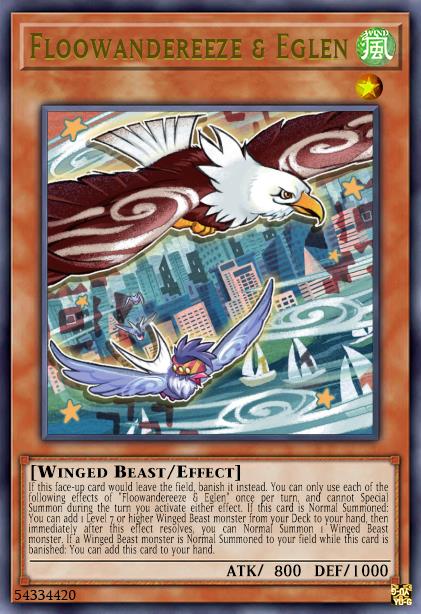 FLOOWANDEREEZE & EGLEN
WIND
風
[WINGED BEAST/EFFECT]
If this face-up card would leave the field, banish it instead. You can only use each of the
following effects of "Floowandereeze & Eglen" once per turn, and cannot Special
Summon during the turn you activate either effect. If this card is Normal Summoned:
You can add 1 Level 7 or higher Winged Beast monster from your Deck to your hand, then
immediately after this effect resolves, you can Normal Summon 1 Winged Beast
monster. If a Winged Beast monster is Normal Summoned to your field while this card is
banished: You can add this card to your hand.
ATK/ 800 DEF/1000
54334420